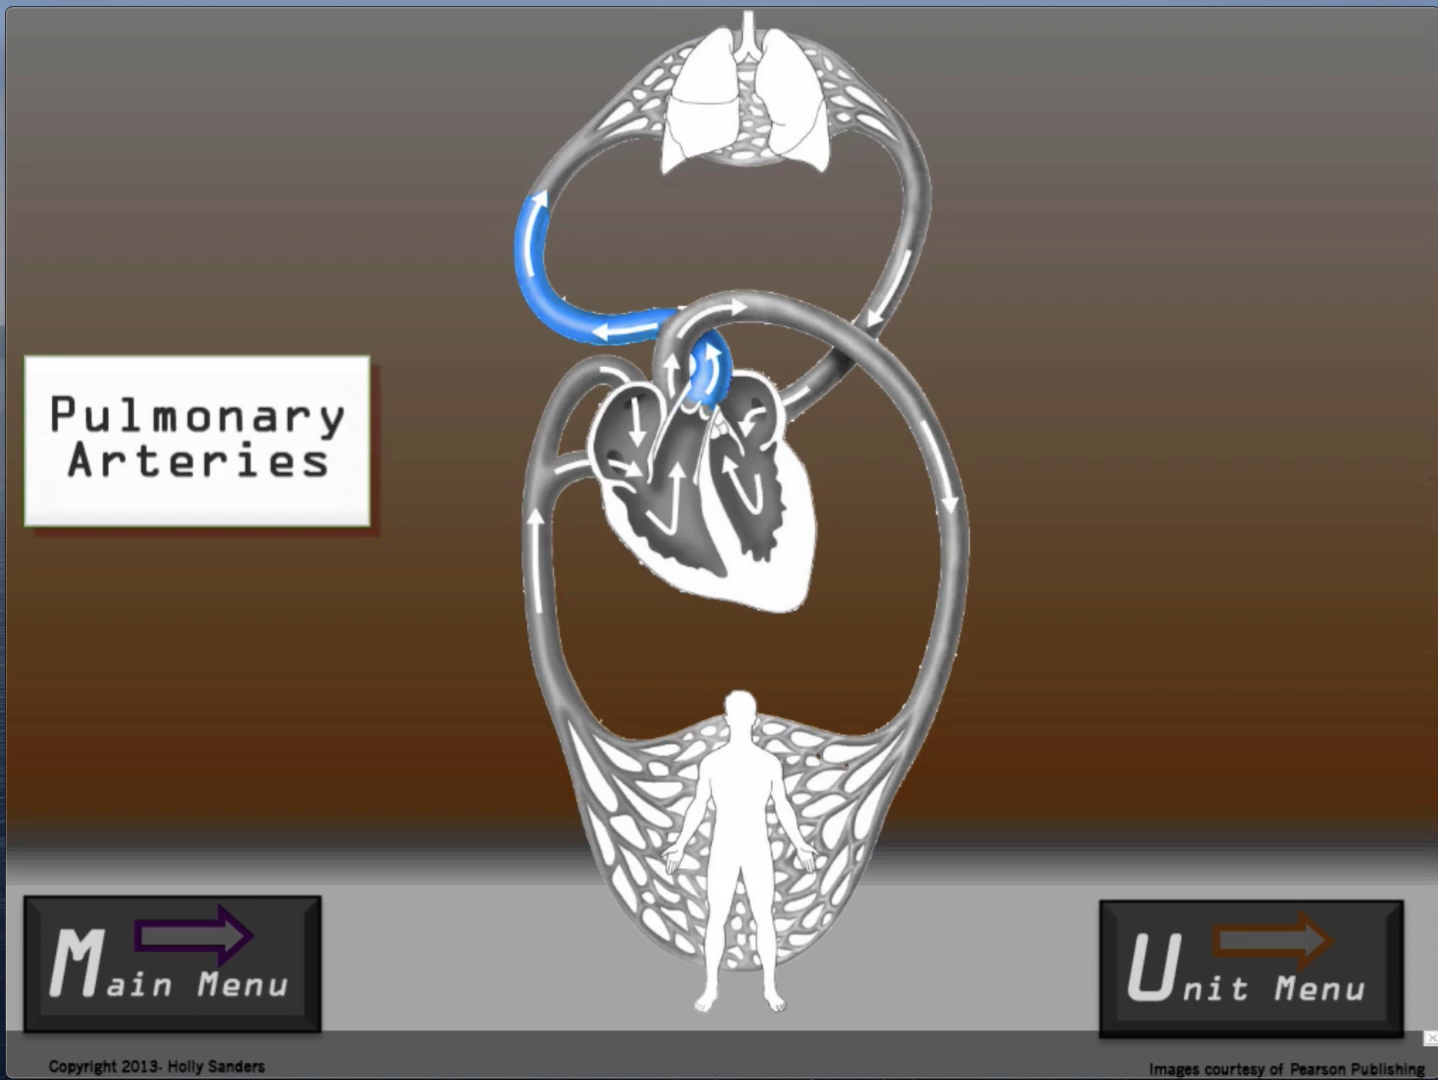 Pulmonary
Arteries
Main Menu
Unit Menu
Copyright 2013- Holly Sanders
Images courtesy of Pearson Publishing